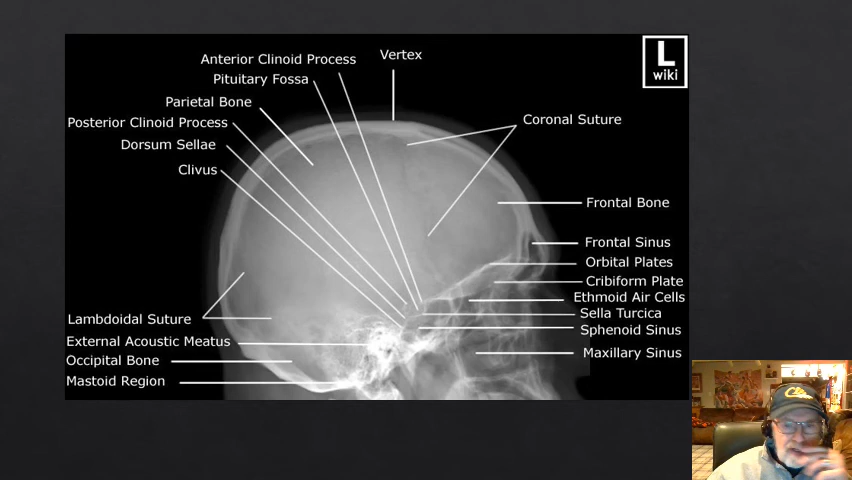 L
wiki
Anterior Clinoid Process
Vertex
Pituitary Fossa
Parietal Bone
Posterior Clinoid Process
Coronal Suture
Dorsum Sellae
Clivus
Frontal Bone
Frontal Sinus
Orbital Plates
Cribiform Plate
Ethmoid Air Cells
Sella Turcica
Sphenoid Sinus
Maxillary Sinus
Lambdoidal Suture
External Acoustic Meatus
Occipital Bone
Mastoid Region